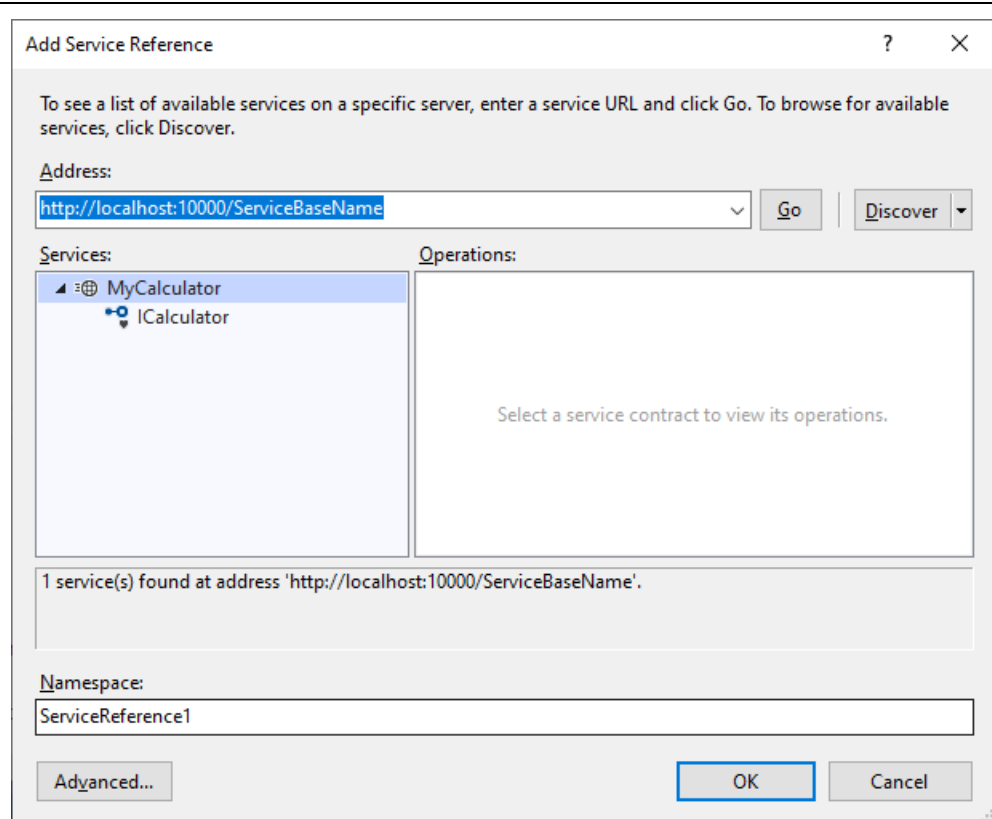 Add Service Reference
?
To see a list of available services on a specific server, enter a service URL and click Go. To browse for available
services, click Discover.
Address:
http://localhost:10000/ServiceBaseName
Go
Discover
Services:
Operations:
MyCalculator
ICalculator
Select a service contract to view its operations.
1 service(s) found at address 'http://localhost:10000/ServiceBaseName'.
Namespace:
ServiceReference1
Advanced...
OK
Cancel